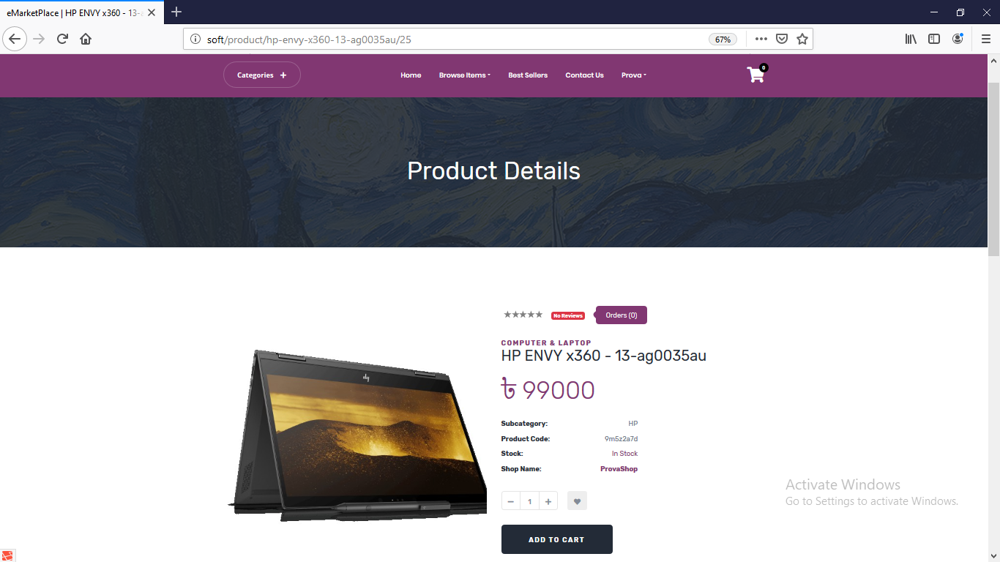 eMarketPlace | HP ENVY x360 - 13-a
soft/product/hp-envy-x360-13-ag0035au/25
67%
Categories +
Home
Browse Items
Best Sellers
Contact Us
Prova
0
Product Details
No Reviews
Orders (0)
COMPUTER & LAPTOP
HP ENVY x360 - 13-ag0035au
৳ 99000
Subcategory: HP
Product Code: 9m5z2a7d
Stock: In Stock
Shop Name: ProvaShop
− 1 +
ADD TO CART
hp
Activate Windows
Go to Settings to activate Windows.